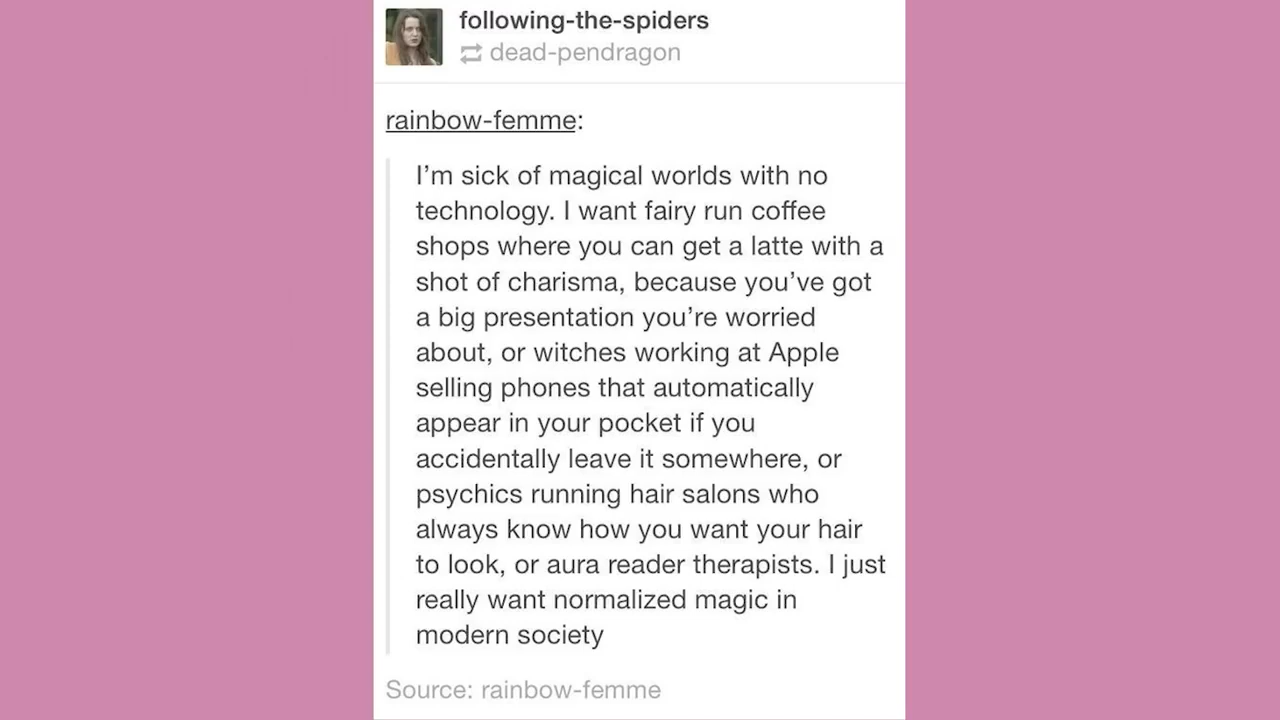 following-the-spiders
dead-pendragon
rainbow-femme:
I’m sick of magical worlds with no
technology. I want fairy run coffee
shops where you can get a latte with a
shot of charisma, because you’ve got
a big presentation you’re worried
about, or witches working at Apple
selling phones that automatically
appear in your pocket if you
accidentally leave it somewhere, or
psychics running hair salons who
always know how you want your hair
to look, or aura reader therapists. I just
really want normalized magic in
modern society
Source: rainbow-femme